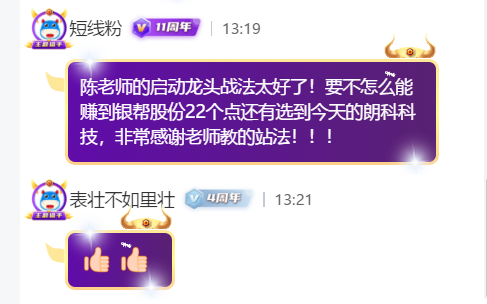 短线粉 V 11周年 | 13:19
陈老师的启动龙头战法太好了！要不怎么能
赚到银帮股份22个点还有选到今天的朗科科
技，非常感谢老师教的站法！！！
表壮不如里壮 V 4周年 | 13:21